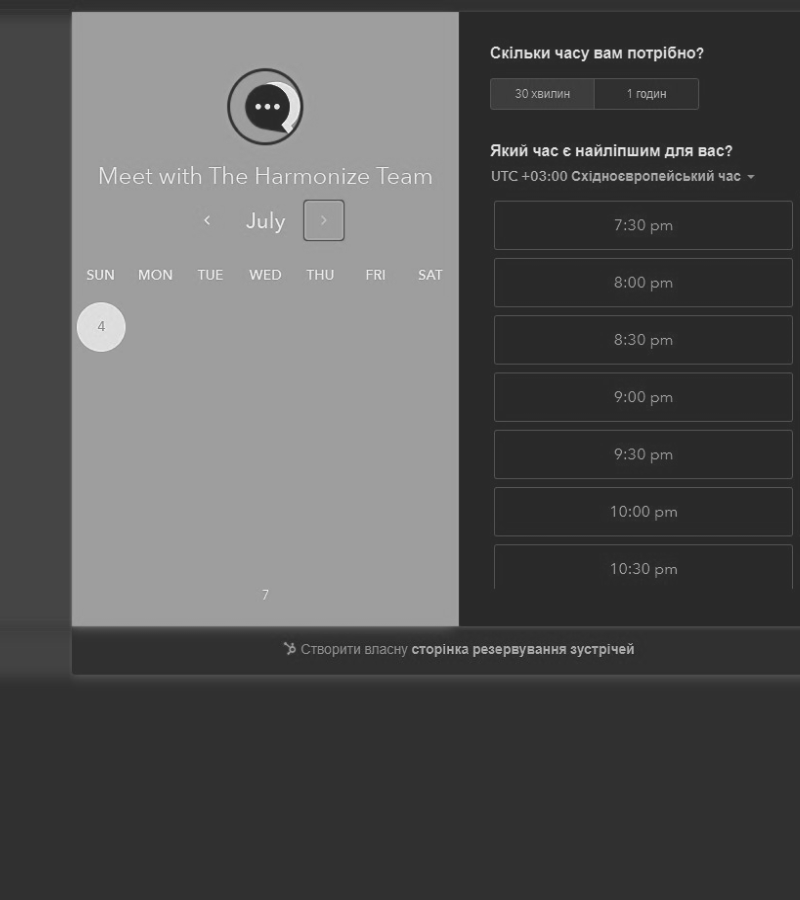 Meet with The Harmonize Team
July
SUN MON TUE WED THU FRI SAT
4
7
Скільки часу вам потрібно?
30 хвилин 1 годин
Який час є найліпшим для вас?
UTC +03:00 Східноєвропейський час
7:30 pm
8:00 pm
8:30 pm
9:00 pm
9:30 pm
10:00 pm
10:30 pm
Створити власну сторінка резервування зустрічей